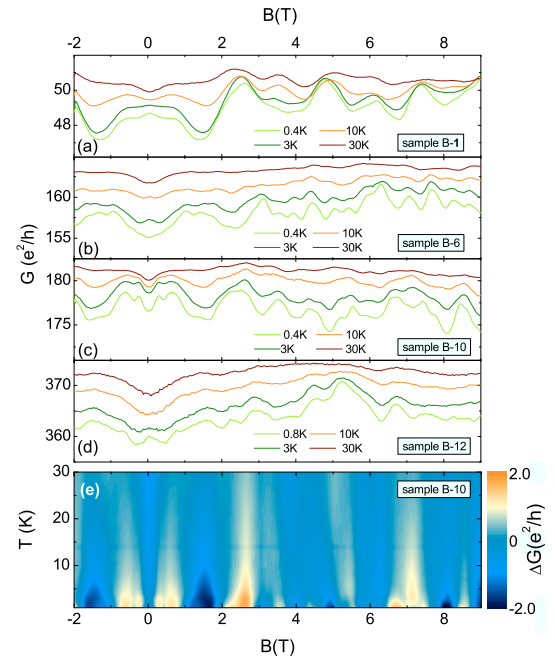 B(T)
-2 0 2 4 6 8
50
48
0.4K 10K
3K 30K
(a)
sample B-1
160
155
0.4K 10K
3K 30K
(b)
sample B-6
G (e²/h)
180
175
0.4K 10K
3K 30K
(c)
sample B-10
370
360
0.8K 10K
3K 30K
(d)
sample B-12
(e)
sample B-10
30
20
10
T (K)
2.0
-2.0
ΔG(e²/h)
-2 0 2 4 6 8
B(T)